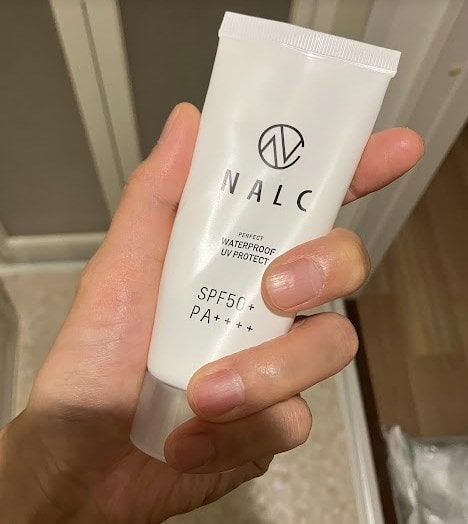 NALC
PERFECT
WATERPROOF
UV PROTECT
SPF50+
PA++++